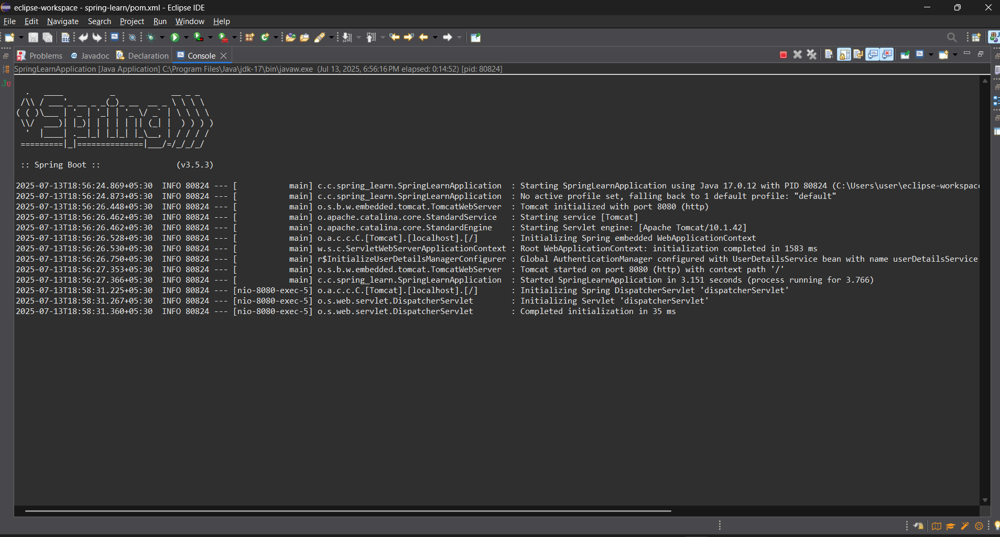 eclipse-workspace - spring-learn/pom.xml - Eclipse IDE
File Edit Navigate Search Project Run Window Help
Problems Javadoc Declaration Console
SpringLearnApplication [Java Application] C:\Program Files\Java\jdk-17\bin\javaw.exe (Jul 13, 2025, 6:56:16 PM elapsed: 0:14:52) [pid: 80824]
  .   ____          _            __ _ _
 /\\ / ___'_ __ _ _(_)_ __  __ _ \ \ \ \
( ( )\___ | '_ | '_| | '_ \/ _` | \ \ \ \
 \\/  ___)| |_)| | | | | || (_| |  ) ) ) )
  '  |____| .__|_| |_|_| |_\__, | / / / /
 =========|_|==============|___/=/_/_/_/
:: Spring Boot ::                (v3.5.3)
2025-07-13T18:56:24.869+05:30  INFO 80824 --- [           main] c.c.spring_learn.SpringLearnApplication  : Starting SpringLearnApplication using Java 17.0.12 with PID 80824 (C:\Users\user\eclipse-workspac
2025-07-13T18:56:24.873+05:30  INFO 80824 --- [           main] c.c.spring_learn.SpringLearnApplication  : No active profile set, falling back to 1 default profile: "default"
2025-07-13T18:56:26.448+05:30  INFO 80824 --- [           main] o.s.b.w.embedded.tomcat.TomcatWebServer  : Tomcat initialized with port 8080 (http)
2025-07-13T18:56:26.462+05:30  INFO 80824 --- [           main] o.apache.catalina.core.StandardService   : Starting service [Tomcat]
2025-07-13T18:56:26.462+05:30  INFO 80824 --- [           main] o.apache.catalina.core.StandardEngine    : Starting Servlet engine: [Apache Tomcat/10.1.42]
2025-07-13T18:56:26.528+05:30  INFO 80824 --- [           main] o.a.c.c.C.[Tomcat].[localhost].[/]       : Initializing Spring embedded WebApplicationContext
2025-07-13T18:56:26.530+05:30  INFO 80824 --- [           main] w.s.c.ServletWebServerApplicationContext : Root WebApplicationContext: initialization completed in 1583 ms
2025-07-13T18:56:26.750+05:30  INFO 80824 --- [           main] r$InitializeUserDetailsManagerConfigurer : Global AuthenticationManager configured with UserDetailsService bean with name userDetailsService
2025-07-13T18:56:27.353+05:30  INFO 80824 --- [           main] o.s.b.w.embedded.tomcat.TomcatWebServer  : Tomcat started on port 8080 (http) with context path '/'
2025-07-13T18:56:27.366+05:30  INFO 80824 --- [           main] c.c.spring_learn.SpringLearnApplication  : Started SpringLearnApplication in 3.151 seconds (process running for 3.766)
2025-07-13T18:58:31.225+05:30  INFO 80824 --- [nio-8080-exec-5] o.a.c.c.C.[Tomcat].[localhost].[/]       : Initializing Spring DispatcherServlet 'dispatcherServlet'
2025-07-13T18:58:31.267+05:30  INFO 80824 --- [nio-8080-exec-5] o.s.web.servlet.DispatcherServlet        : Initializing Servlet 'dispatcherServlet'
2025-07-13T18:58:31.360+05:30  INFO 80824 --- [nio-8080-exec-5] o.s.web.servlet.DispatcherServlet        : Completed initialization in 35 ms